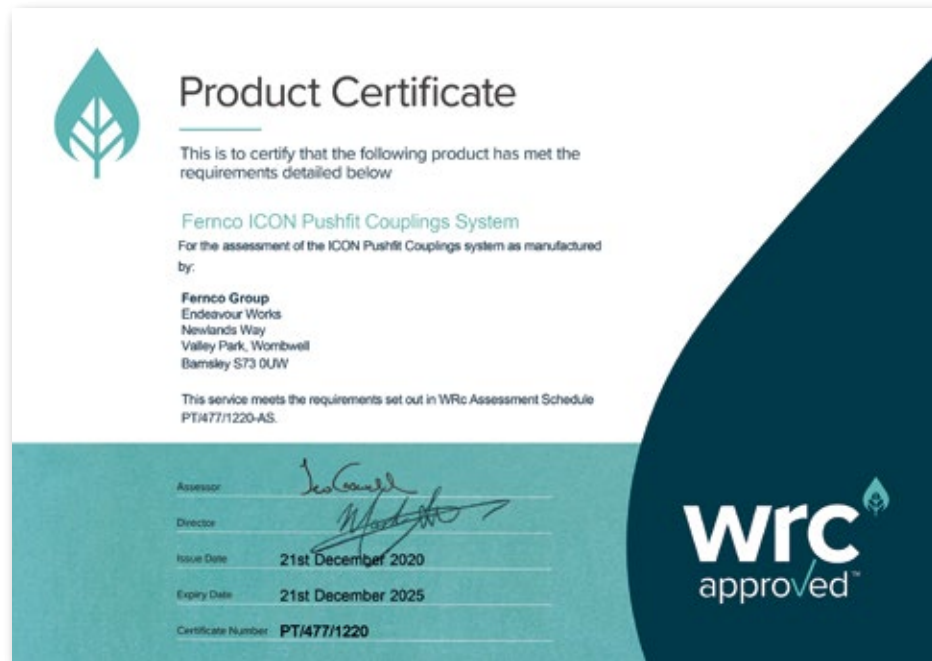 Product Certificate
This is to certify that the following product has met the
requirements detailed below
Fernco ICON Pushfit Couplings System
For the assessment of the ICON Pushfit Couplings system as manufactured
by:
Fernco Group
Endeavour Works
Newlands Way
Valley Park, Wombwell
Barnsley S73 0UW
This service meets the requirements set out in WRc Assessment Schedule
PT/477/1220-AS.
Assessor
Director
Issue Date 21st December 2020
Expiry Date 21st December 2025
Certificate Number PT/477/1220
wrc
approved™